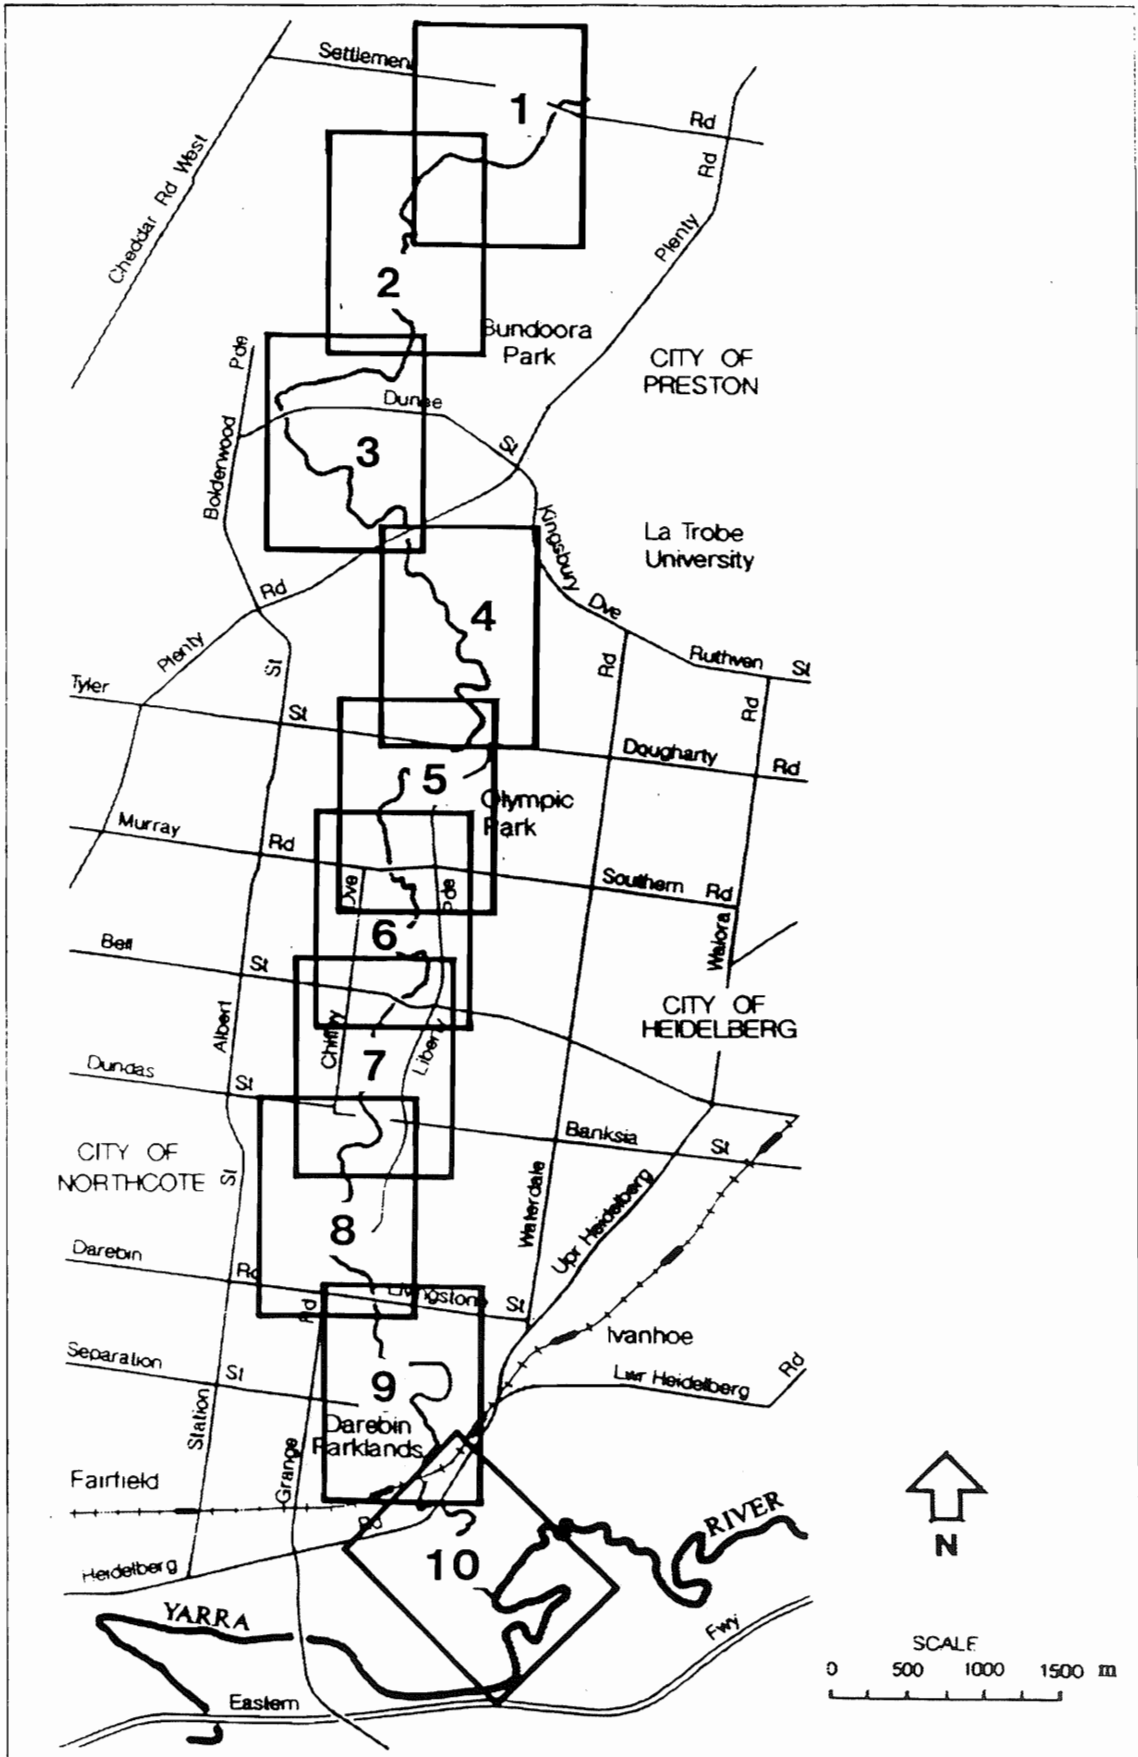 Settlement
1
Rd
Rd
Cheddar Rd West
Plenty
2
Bundoora
Park
CITY OF
PRESTON
Pde
Dunne
St
Bolderwood
3
Kingsbury
Dve
La Trobe
University
Rd
4
Plenty
St
Rd
Ruthven St
Rd
Tyler
St
Dougharty
Rd
5
Olympic
Park
Murray
Rd
Southern Rd
Dve
Pde
Walora
6
Bell
St
CITY OF
HEIDELBERG
Albert
Chifley
Liberty
7
Dundas
St
Banksia
St
CITY OF
NORTHCOTE
St
Waterdale
Upr Heidelberg
8
Darebin
Rd
Livingstone St
Rd
Ivanhoe
Separation
St
Lwr Heidelberg
Rd
9
Station
Darebin
Parklands
Grange
Fairfield
Rd
RIVER
N
10
Heidelberg
YARRA
Fwy
Eastern
SCALE
0 500 1000 1500 m